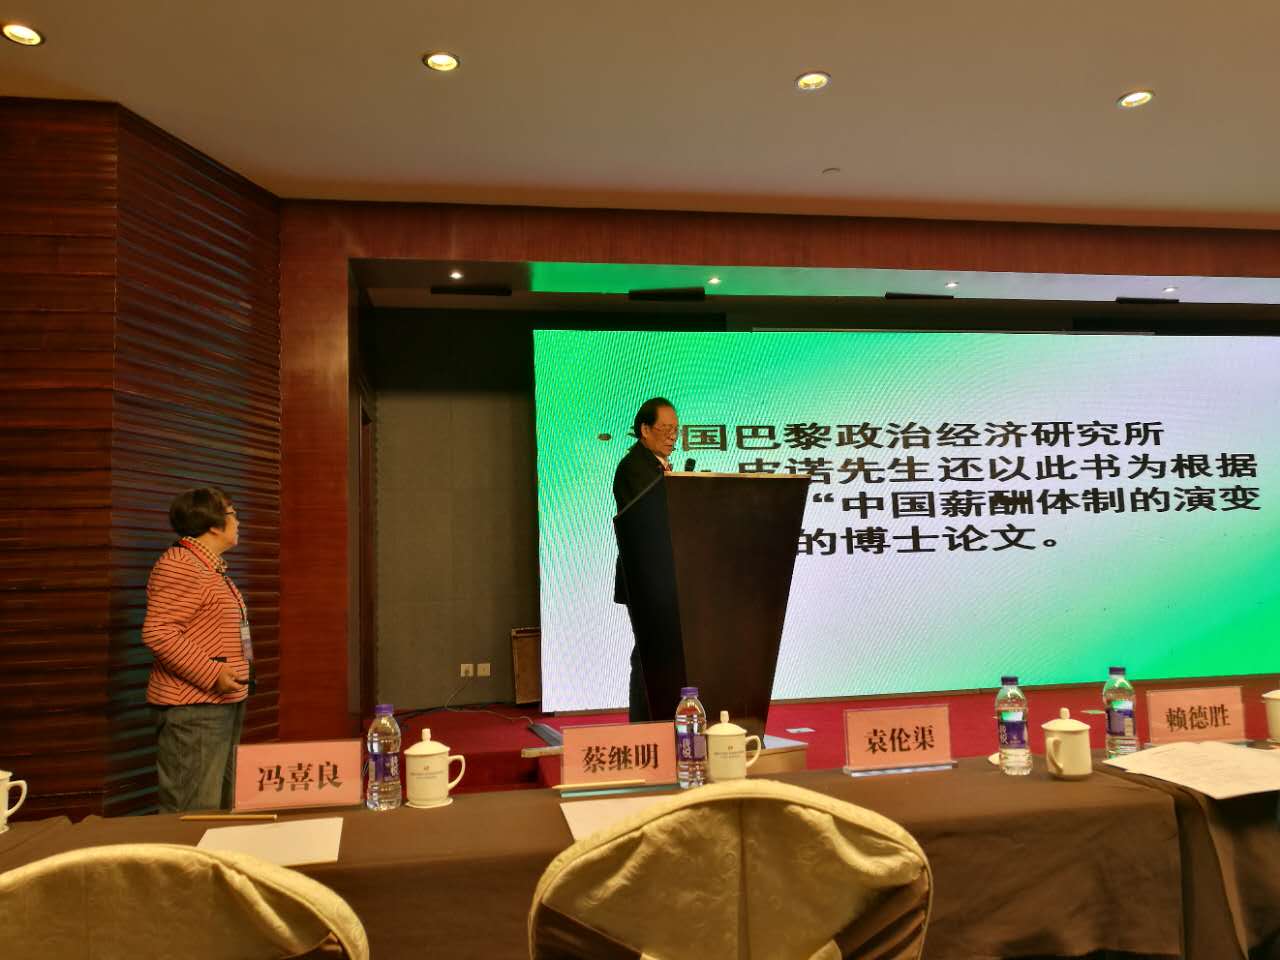 国巴黎政治经济研究所
皮诺先生还以此书为根据
“中国薪酬体制的演变
的博士论文。
冯喜良
蔡继明
袁伦渠
赖德胜